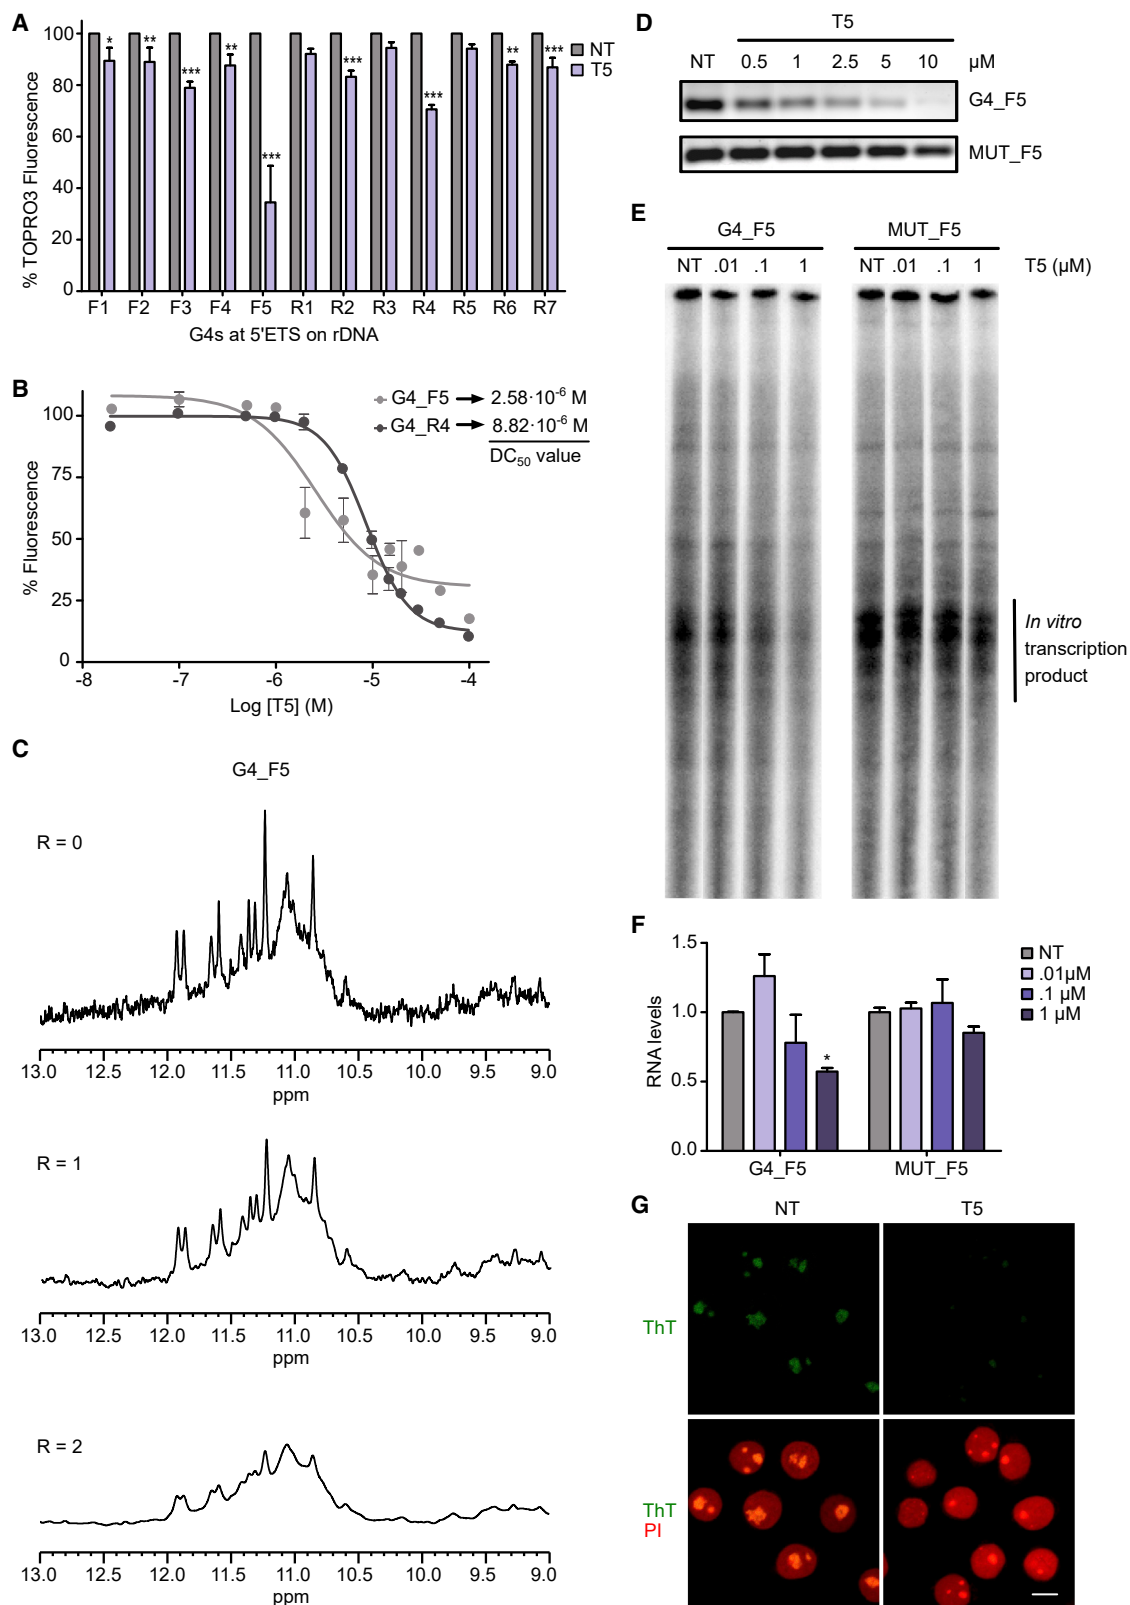 A
% TOPRO3 Fluorescence
100
80
60
40
20
0
* ** *** ** *** *** *** ** ***
NT
T5
F1 F2 F3 F4 F5 R1 R2 R3 R4 R5 R6 R7
G4s at 5'ETS on rDNA
B
% Fluorescence
100
75
50
25
0
G4_F5 → 2.58·10-6 M
G4_R4 → 8.82·10-6 M
DC50 value
-8 -7 -6 -5 -4
Log [T5] (M)
C
G4_F5
R = 0
13.0 12.5 12.0 11.5 11.0 10.5 10.0 9.5 9.0
ppm
R = 1
13.0 12.5 12.0 11.5 11.0 10.5 10.0 9.5 9.0
ppm
R = 2
13.0 12.5 12.0 11.5 11.0 10.5 10.0 9.5 9.0
ppm
D
T5
NT 0.5 1 2.5 5 10 µM
G4_F5
MUT_F5
E
G4_F5 MUT_F5
NT .01 .1 1 NT .01 .1 1 T5 (µM)
In vitro
transcription
product
F
RNA levels
1.5
1.0
0.5
0.0
*
NT
.01µM
.1 µM
1 µM
G4_F5 MUT_F5
G
NT T5
ThT
ThT
PI